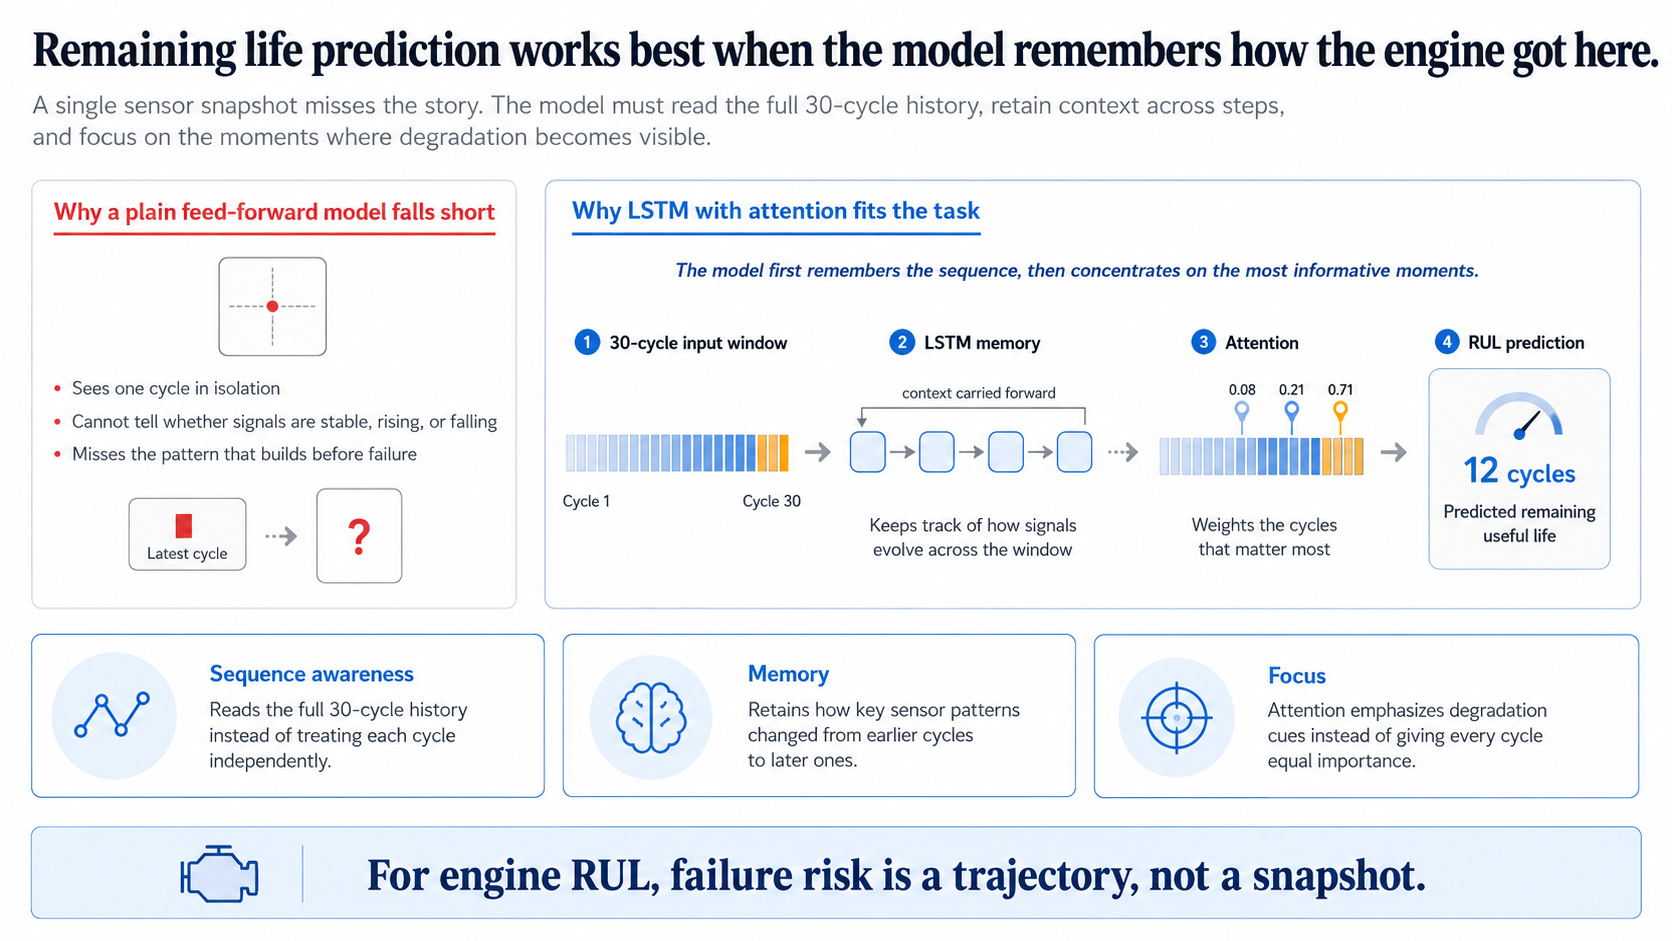 Remaining life prediction works best when the model remembers how the engine got here.
A single sensor snapshot misses the story. The model must read the full 30-cycle history, retain context across steps,
and focus on the moments where degradation becomes visible.
Why a plain feed-forward model falls short
• Sees one cycle in isolation
• Cannot tell whether signals are stable, rising, or falling
• Misses the pattern that builds before failure
Latest cycle
?
Why LSTM with attention fits the task
The model first remembers the sequence, then concentrates on the most informative moments.
1 30-cycle input window
Cycle 1
Cycle 30
2 LSTM memory
context carried forward
Keeps track of how signals
evolve across the window
3 Attention
0.08 0.21 0.71
Weights the cycles
that matter most
4 RUL prediction
12 cycles
Predicted remaining
useful life
Sequence awareness
Reads the full 30-cycle history
instead of treating each cycle
independently.
Memory
Retains how key sensor patterns
changed from earlier cycles
to later ones.
Focus
Attention emphasizes degradation
cues instead of giving every cycle
equal importance.
For engine RUL, failure risk is a trajectory, not a snapshot.